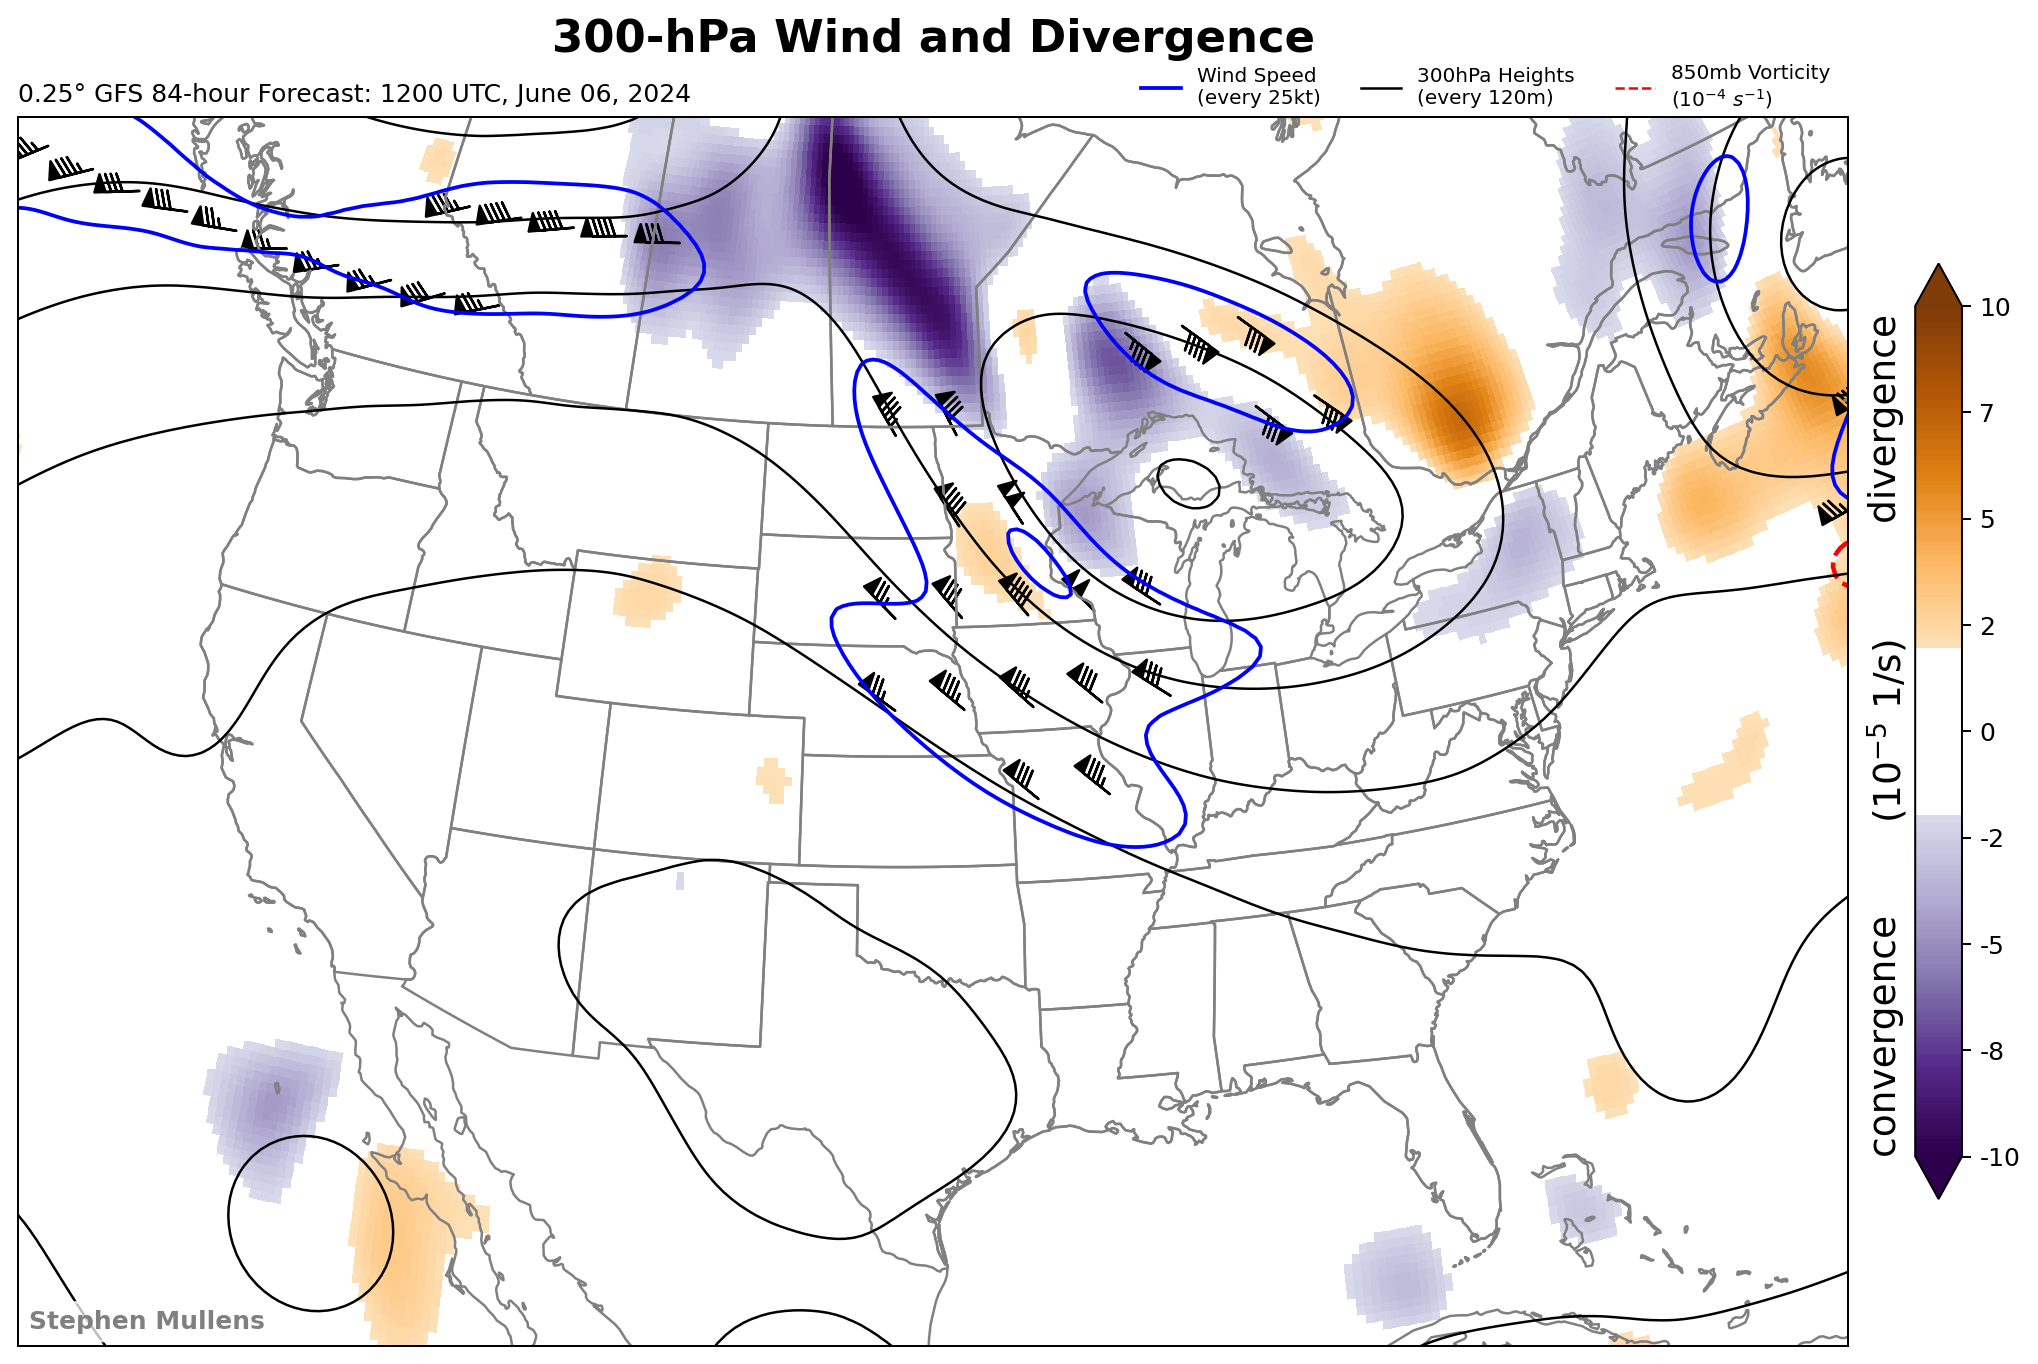 300-hPa Wind and Divergence
0.25° GFS 84-hour Forecast: 1200 UTC, June 06, 2024
Wind Speed
(every 25kt)
300hPa Heights
(every 120m)
850mb Vorticity
(10⁻⁴ s⁻¹)
10
7
5
2
0
-2
-5
-8
-10
convergence (10⁻⁵ 1/s) divergence
Stephen Mullens